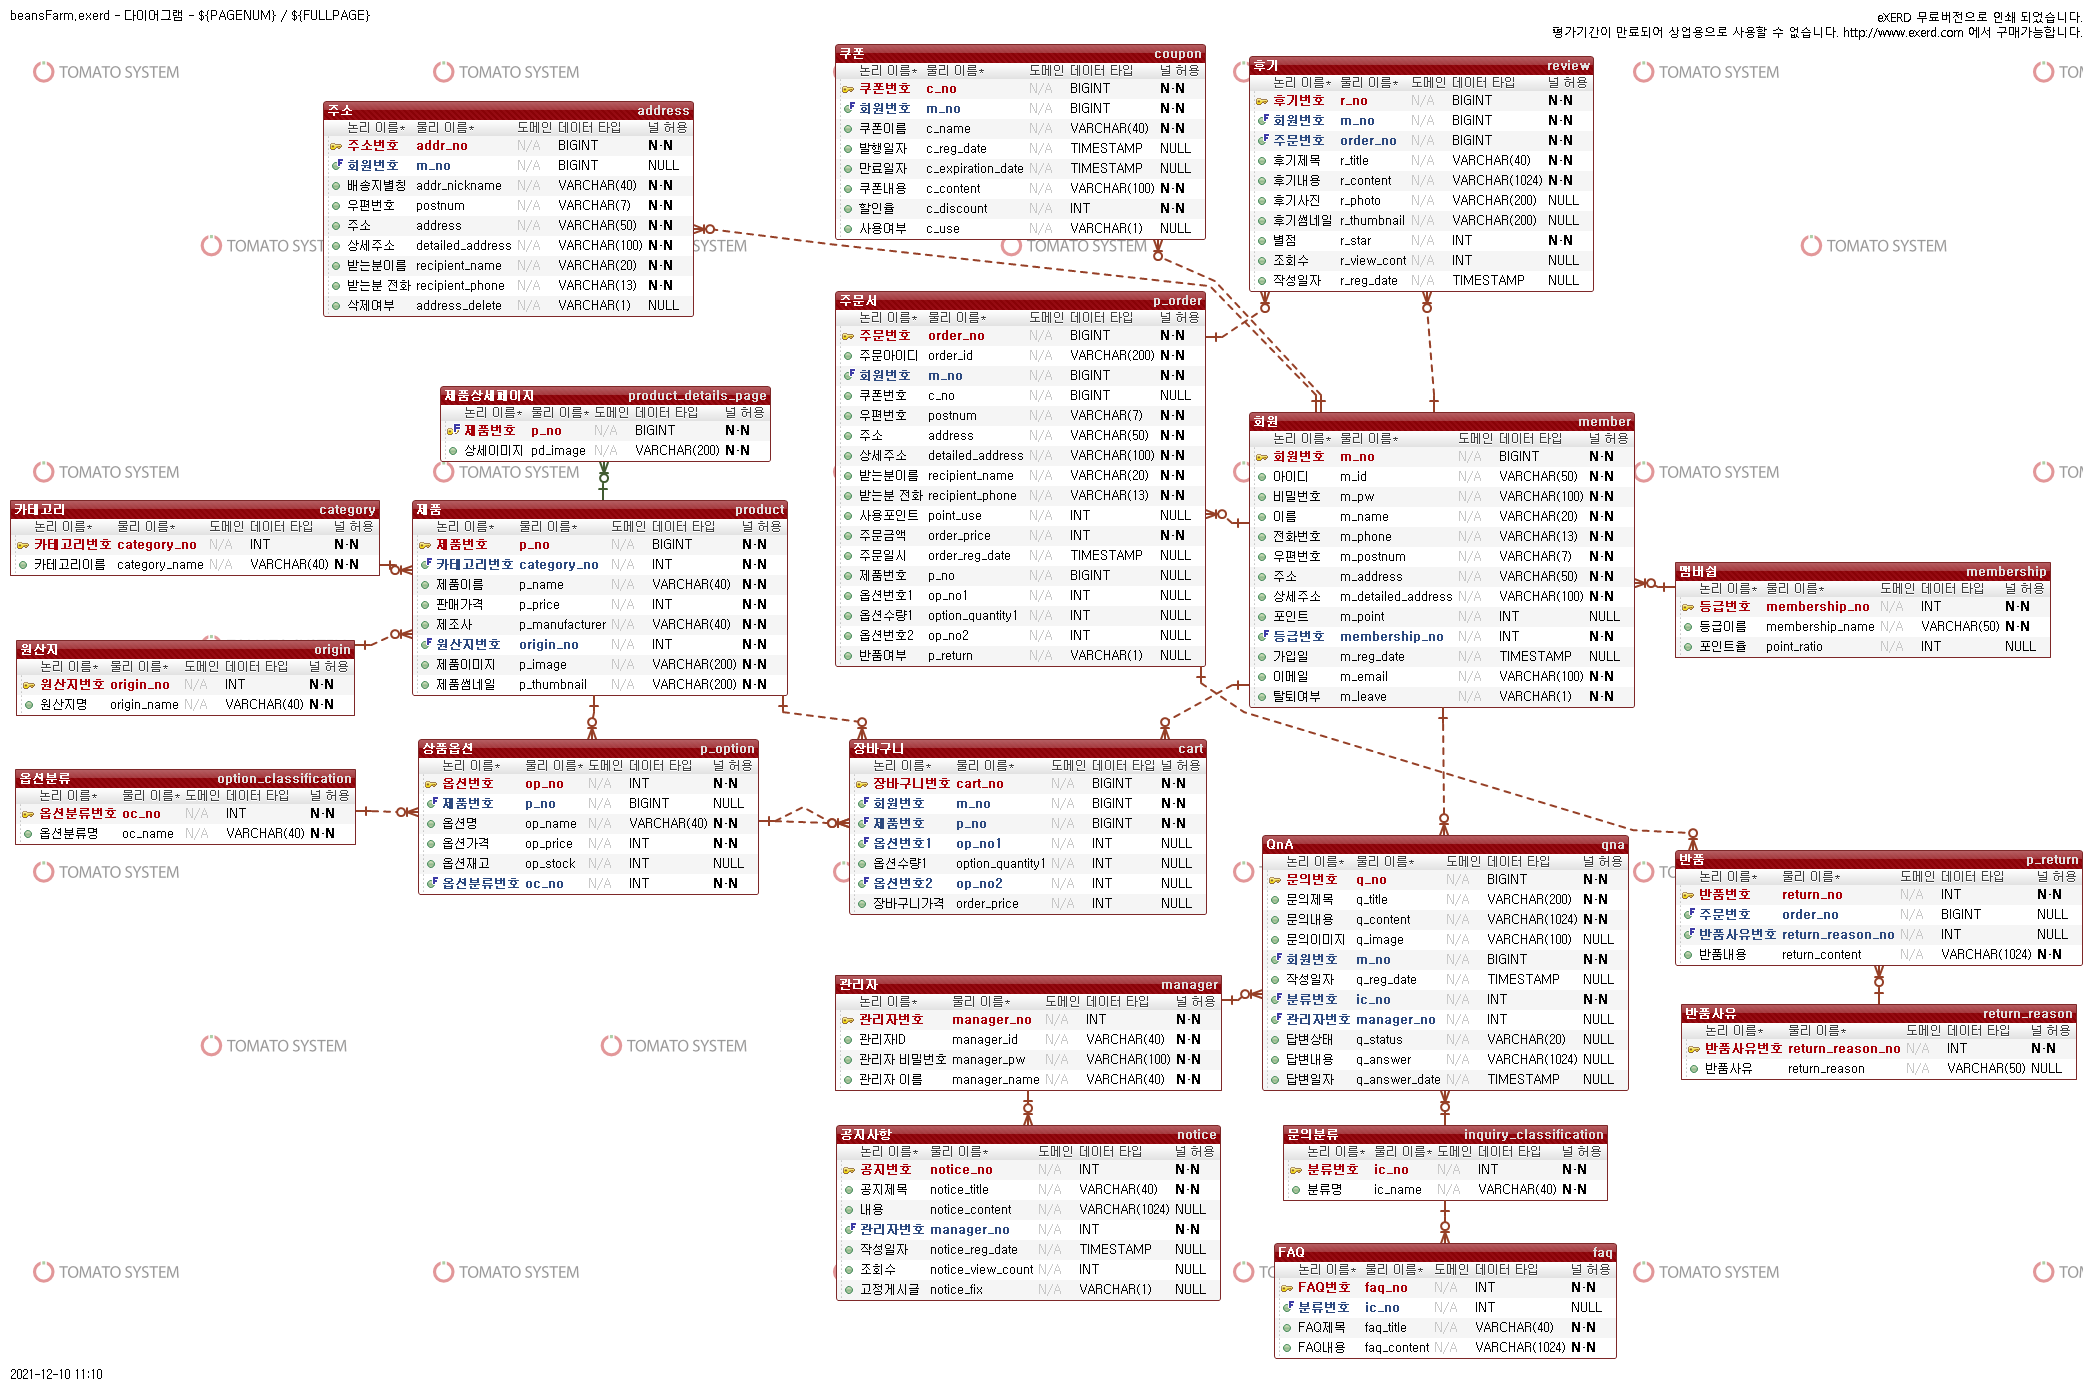 beansFarm.exerd - 다이어그램 - ${PAGENUM} / ${FULLPAGE}
eXERD 무료버전으로 인쇄 되었습니다.
평가기간이 만료되어 상업용으로 사용할 수 없습니다. http://www.exerd.com 에서 구매가능합니다.
TOMATO SYSTEM
주소 address
논리 이름* 물리 이름* 도메인 데이터 타입 널 허용
주소번호 addr_no N/A BIGINT N-N
회원번호 m_no N/A BIGINT NULL
배송지별칭 addr_nickname N/A VARCHAR(40) N-N
우편번호 postnum N/A VARCHAR(7) N-N
주소 address N/A VARCHAR(50) N-N
상세주소 detailed_address N/A VARCHAR(100) N-N
받는분이름 recipient_name N/A VARCHAR(20) N-N
받는분 전화 recipient_phone N/A VARCHAR(13) N-N
삭제여부 address_delete N/A VARCHAR(1) NULL
쿠폰 coupon
논리 이름* 물리 이름* 도메인 데이터 타입 널 허용
쿠폰번호 c_no N/A BIGINT N-N
회원번호 m_no N/A BIGINT N-N
쿠폰이름 c_name N/A VARCHAR(40) N-N
발행일자 c_reg_date N/A TIMESTAMP NULL
만료일자 c_expiration_date N/A TIMESTAMP NULL
쿠폰내용 c_content N/A VARCHAR(100) N-N
할인율 c_discount N/A INT N-N
사용여부 c_use N/A VARCHAR(1) NULL
후기 review
논리 이름* 물리 이름* 도메인 데이터 타입 널 허용
후기번호 r_no N/A BIGINT N-N
회원번호 m_no N/A BIGINT N-N
주문번호 order_no N/A BIGINT N-N
후기제목 r_title N/A VARCHAR(40) N-N
후기내용 r_content N/A VARCHAR(1024) N-N
후기사진 r_photo N/A VARCHAR(200) NULL
후기썸네일 r_thumbnail N/A VARCHAR(200) NULL
별점 r_star N/A INT N-N
조회수 r_view_cont N/A INT NULL
작성일자 r_reg_date N/A TIMESTAMP NULL
주문서 p_order
논리 이름* 물리 이름* 도메인 데이터 타입 널 허용
주문번호 order_no N/A BIGINT N-N
주문아이디 order_id N/A VARCHAR(200) N-N
회원번호 m_no N/A BIGINT N-N
쿠폰번호 c_no N/A BIGINT NULL
우편번호 postnum N/A VARCHAR(7) N-N
주소 address N/A VARCHAR(50) N-N
상세주소 detailed_address N/A VARCHAR(100) N-N
받는분이름 recipient_name N/A VARCHAR(20) N-N
받는분 전화 recipient_phone N/A VARCHAR(13) N-N
사용포인트 point_use N/A INT NULL
주문금액 order_price N/A INT N-N
주문일시 order_reg_date N/A TIMESTAMP NULL
제품번호 p_no N/A BIGINT NULL
옵션번호1 op_no1 N/A INT NULL
옵션수량1 option_quantity1 N/A INT NULL
옵션번호2 op_no2 N/A INT NULL
반품여부 p_return N/A VARCHAR(1) NULL
제품상세페이지 product_details_page
논리 이름* 물리 이름* 도메인 데이터 타입 널 허용
제품번호 p_no N/A BIGINT N-N
상세이미지 pd_image N/A VARCHAR(200) N-N
회원 member
논리 이름* 물리 이름* 도메인 데이터 타입 널 허용
회원번호 m_no N/A BIGINT N-N
아이디 m_id N/A VARCHAR(50) N-N
비밀번호 m_pw N/A VARCHAR(100) N-N
이름 m_name N/A VARCHAR(20) N-N
전화번호 m_phone N/A VARCHAR(13) N-N
우편번호 m_postnum N/A VARCHAR(7) N-N
주소 m_address N/A VARCHAR(50) N-N
상세주소 m_detailed_address N/A VARCHAR(100) N-N
포인트 m_point N/A INT NULL
등급번호 membership_no N/A INT N-N
가입일 m_reg_date N/A TIMESTAMP NULL
이메일 m_email N/A VARCHAR(100) N-N
탈퇴여부 m_leave N/A VARCHAR(1) N-N
카테고리 category
논리 이름* 물리 이름* 도메인 데이터 타입 널 허용
카테고리번호 category_no N/A INT N-N
카테고리이름 category_name N/A VARCHAR(40) N-N
제품 product
논리 이름* 물리 이름* 도메인 데이터 타입 널 허용
제품번호 p_no N/A BIGINT N-N
카테고리번호 category_no N/A INT N-N
제품이름 p_name N/A VARCHAR(40) N-N
판매가격 p_price N/A INT N-N
제조사 p_manufacturer N/A VARCHAR(40) N-N
원산지번호 origin_no N/A INT N-N
제품이미지 p_image N/A VARCHAR(200) N-N
제품썸네일 p_thumbnail N/A VARCHAR(200) N-N
맴버쉽 membership
논리 이름* 물리 이름* 도메인 데이터 타입 널 허용
등급번호 membership_no N/A INT N-N
등급이름 membership_name N/A VARCHAR(50) N-N
포인트율 point_ratio N/A INT NULL
원산지 origin
논리 이름* 물리 이름* 도메인 데이터 타입 널 허용
원산지번호 origin_no N/A INT N-N
원산지명 origin_name N/A VARCHAR(40) N-N
옵션분류 option_classification
논리 이름* 물리 이름* 도메인 데이터 타입 널 허용
옵션분류번호 oc_no N/A INT N-N
옵션분류명 oc_name N/A VARCHAR(40) N-N
상품옵션 p_option
논리 이름* 물리 이름* 도메인 데이터 타입 널 허용
옵션번호 op_no N/A INT N-N
제품번호 p_no N/A BIGINT NULL
옵션명 op_name N/A VARCHAR(40) N-N
옵션가격 op_price N/A INT N-N
옵션재고 op_stock N/A INT NULL
옵션분류번호 oc_no N/A INT N-N
장바구니 cart
논리 이름* 물리 이름* 도메인 데이터 타입 널 허용
장바구니번호 cart_no N/A BIGINT N-N
회원번호 m_no N/A BIGINT N-N
제품번호 p_no N/A BIGINT N-N
옵션번호1 op_no1 N/A INT NULL
옵션수량1 option_quantity1 N/A INT NULL
옵션번호2 op_no2 N/A INT NULL
장바구니가격 order_price N/A INT NULL
QnA qna
논리 이름* 물리 이름* 도메인 데이터 타입 널 허용
문의번호 q_no N/A BIGINT N-N
문의제목 q_title N/A VARCHAR(200) N-N
문의내용 q_content N/A VARCHAR(1024) N-N
문의이미지 q_image N/A VARCHAR(100) NULL
회원번호 m_no N/A BIGINT N-N
작성일자 q_reg_date N/A TIMESTAMP NULL
분류번호 ic_no N/A INT N-N
관리자번호 manager_no N/A INT NULL
답변상태 q_status N/A VARCHAR(20) NULL
답변내용 q_answer N/A VARCHAR(1024) NULL
답변일자 q_answer_date N/A TIMESTAMP NULL
반품 p_return
논리 이름* 물리 이름* 도메인 데이터 타입 널 허용
반품번호 return_no N/A INT N-N
주문번호 order_no N/A BIGINT NULL
반품사유번호 return_reason_no N/A INT NULL
반품내용 return_content N/A VARCHAR(1024) N-N
관리자 manager
논리 이름* 물리 이름* 도메인 데이터 타입 널 허용
관리자번호 manager_no N/A INT N-N
관리자ID manager_id N/A VARCHAR(40) N-N
관리자 비밀번호 manager_pw N/A VARCHAR(100) N-N
관리자 이름 manager_name N/A VARCHAR(40) N-N
반품사유 return_reason
논리 이름* 물리 이름* 도메인 데이터 타입 널 허용
반품사유번호 return_reason_no N/A INT N-N
반품사유 return_reason N/A VARCHAR(50) NULL
공지사항 notice
논리 이름* 물리 이름* 도메인 데이터 타입 널 허용
공지번호 notice_no N/A INT N-N
공지제목 notice_title N/A VARCHAR(40) N-N
내용 notice_content N/A VARCHAR(1024) NULL
관리자번호 manager_no N/A INT N-N
작성일자 notice_reg_date N/A TIMESTAMP NULL
조회수 notice_view_count N/A INT NULL
고정게시글 notice_fix N/A VARCHAR(1) NULL
문의분류 inquiry_classification
논리 이름* 물리 이름* 도메인 데이터 타입 널 허용
분류번호 ic_no N/A INT N-N
분류명 ic_name N/A VARCHAR(40) N-N
FAQ faq
논리 이름* 물리 이름* 도메인 데이터 타입 널 허용
FAQ번호 faq_no N/A INT N-N
분류번호 ic_no N/A INT NULL
FAQ제목 faq_title N/A VARCHAR(40) N-N
FAQ내용 faq_content N/A VARCHAR(1024) N-N
2021-12-10 11:10